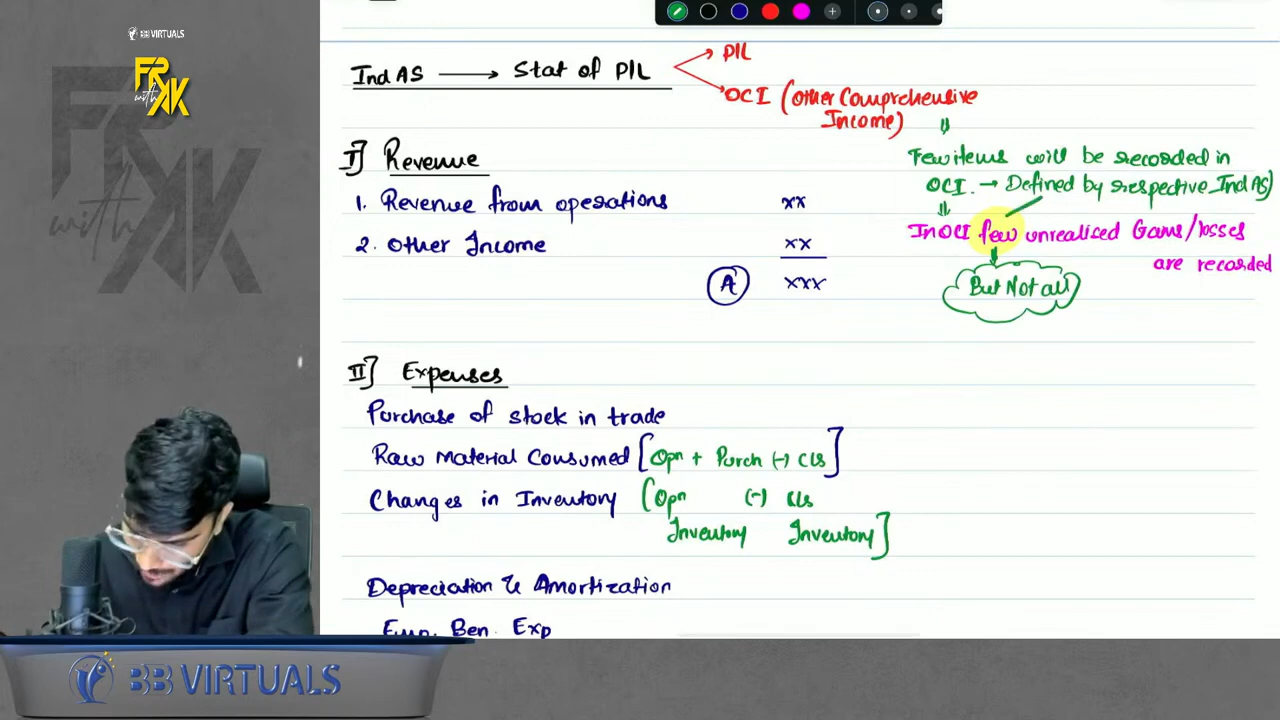 BB VIRTUALS
FR
with
AK
Ind AS → Stat of P/L
P/L
OCI (Other Comprehensive
Income)
⇓
Few items will be recorded in
OCI. → Defined by respective Ind AS)
⇓
In OCI few unrealised Gains/losses
are recorded
But Not all
I] Revenue
1. Revenue from operations xx
2. Other Income xx
A xxx
II] Expenses
Purchase of stock in trade
Raw Material Consumed [Opn + Purch (-) Cls]
Changes in Inventory (Opn (-) Cls
Inventory Inventory]
Depreciation & Amortization
Emp. Ben. Exp
BB VIRTUALS